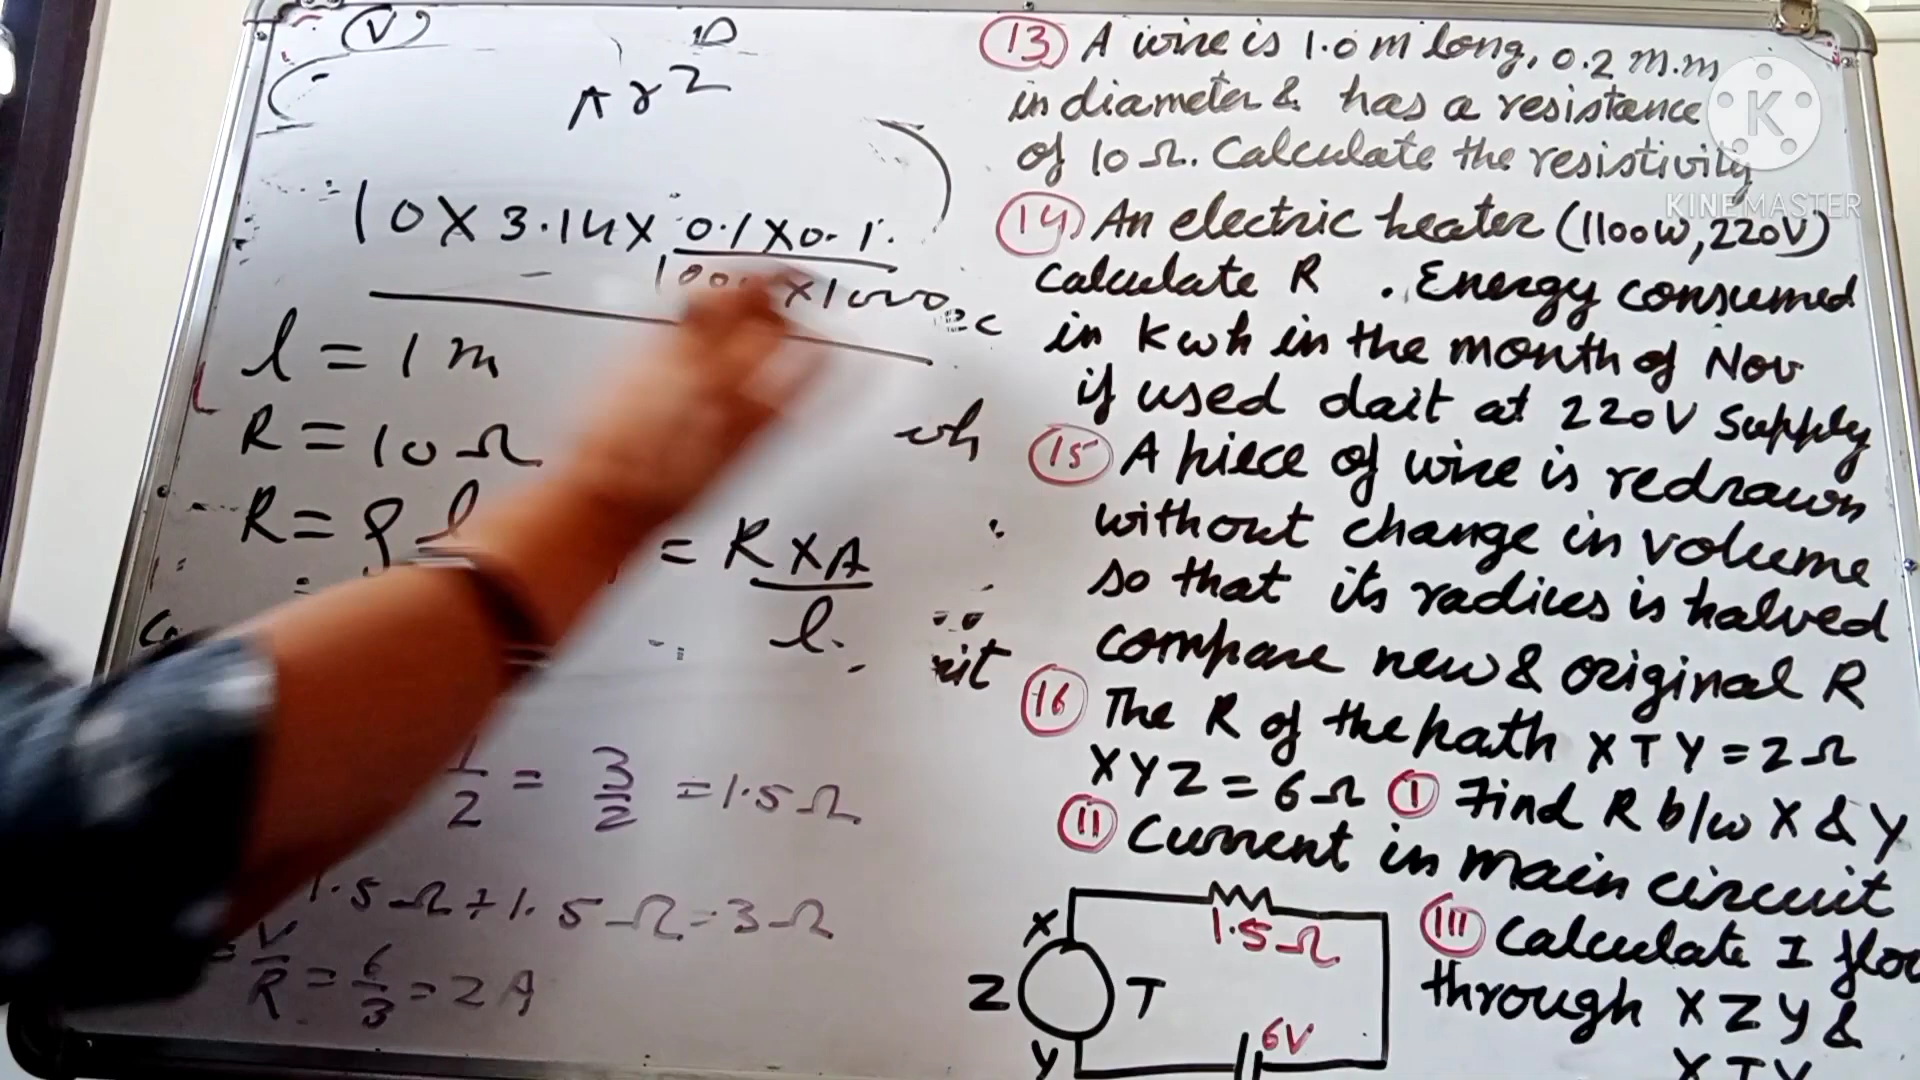 (V)
πr2
10 X 3.14 X 0.1 X 0.1
X 1000
l = 1 m
R = 10 Ω
wh
R = ρ l
= R X A
l
1
2
= 3
2
= 1.5 Ω
1.5 Ω + 1.5 Ω = 3 Ω
= V
R
= 6
3
= 2 A
(13) A wire is 1.0 m long, 0.2 m.m
in diameter & has a resistance
of 10 Ω. Calculate the resistivity
(14) An electric heater (1100W, 220V)
Calculate R . Energy consumed
in Kwh in the month of Nov
if used dait at 220V Supply
(15) A piece of wire is redrawn
without change in volume
so that its radius is halved
compare new & original R
(16) The R of the path X T Y = 2 Ω
X Y Z = 6 Ω (I) Find R b/w X & Y
(II) Current in main circuit
(III) Calculate I flo
through X Z Y &
X T Y
1.5 Ω
X
Z
T
Y
6V
K
KINEMASTER